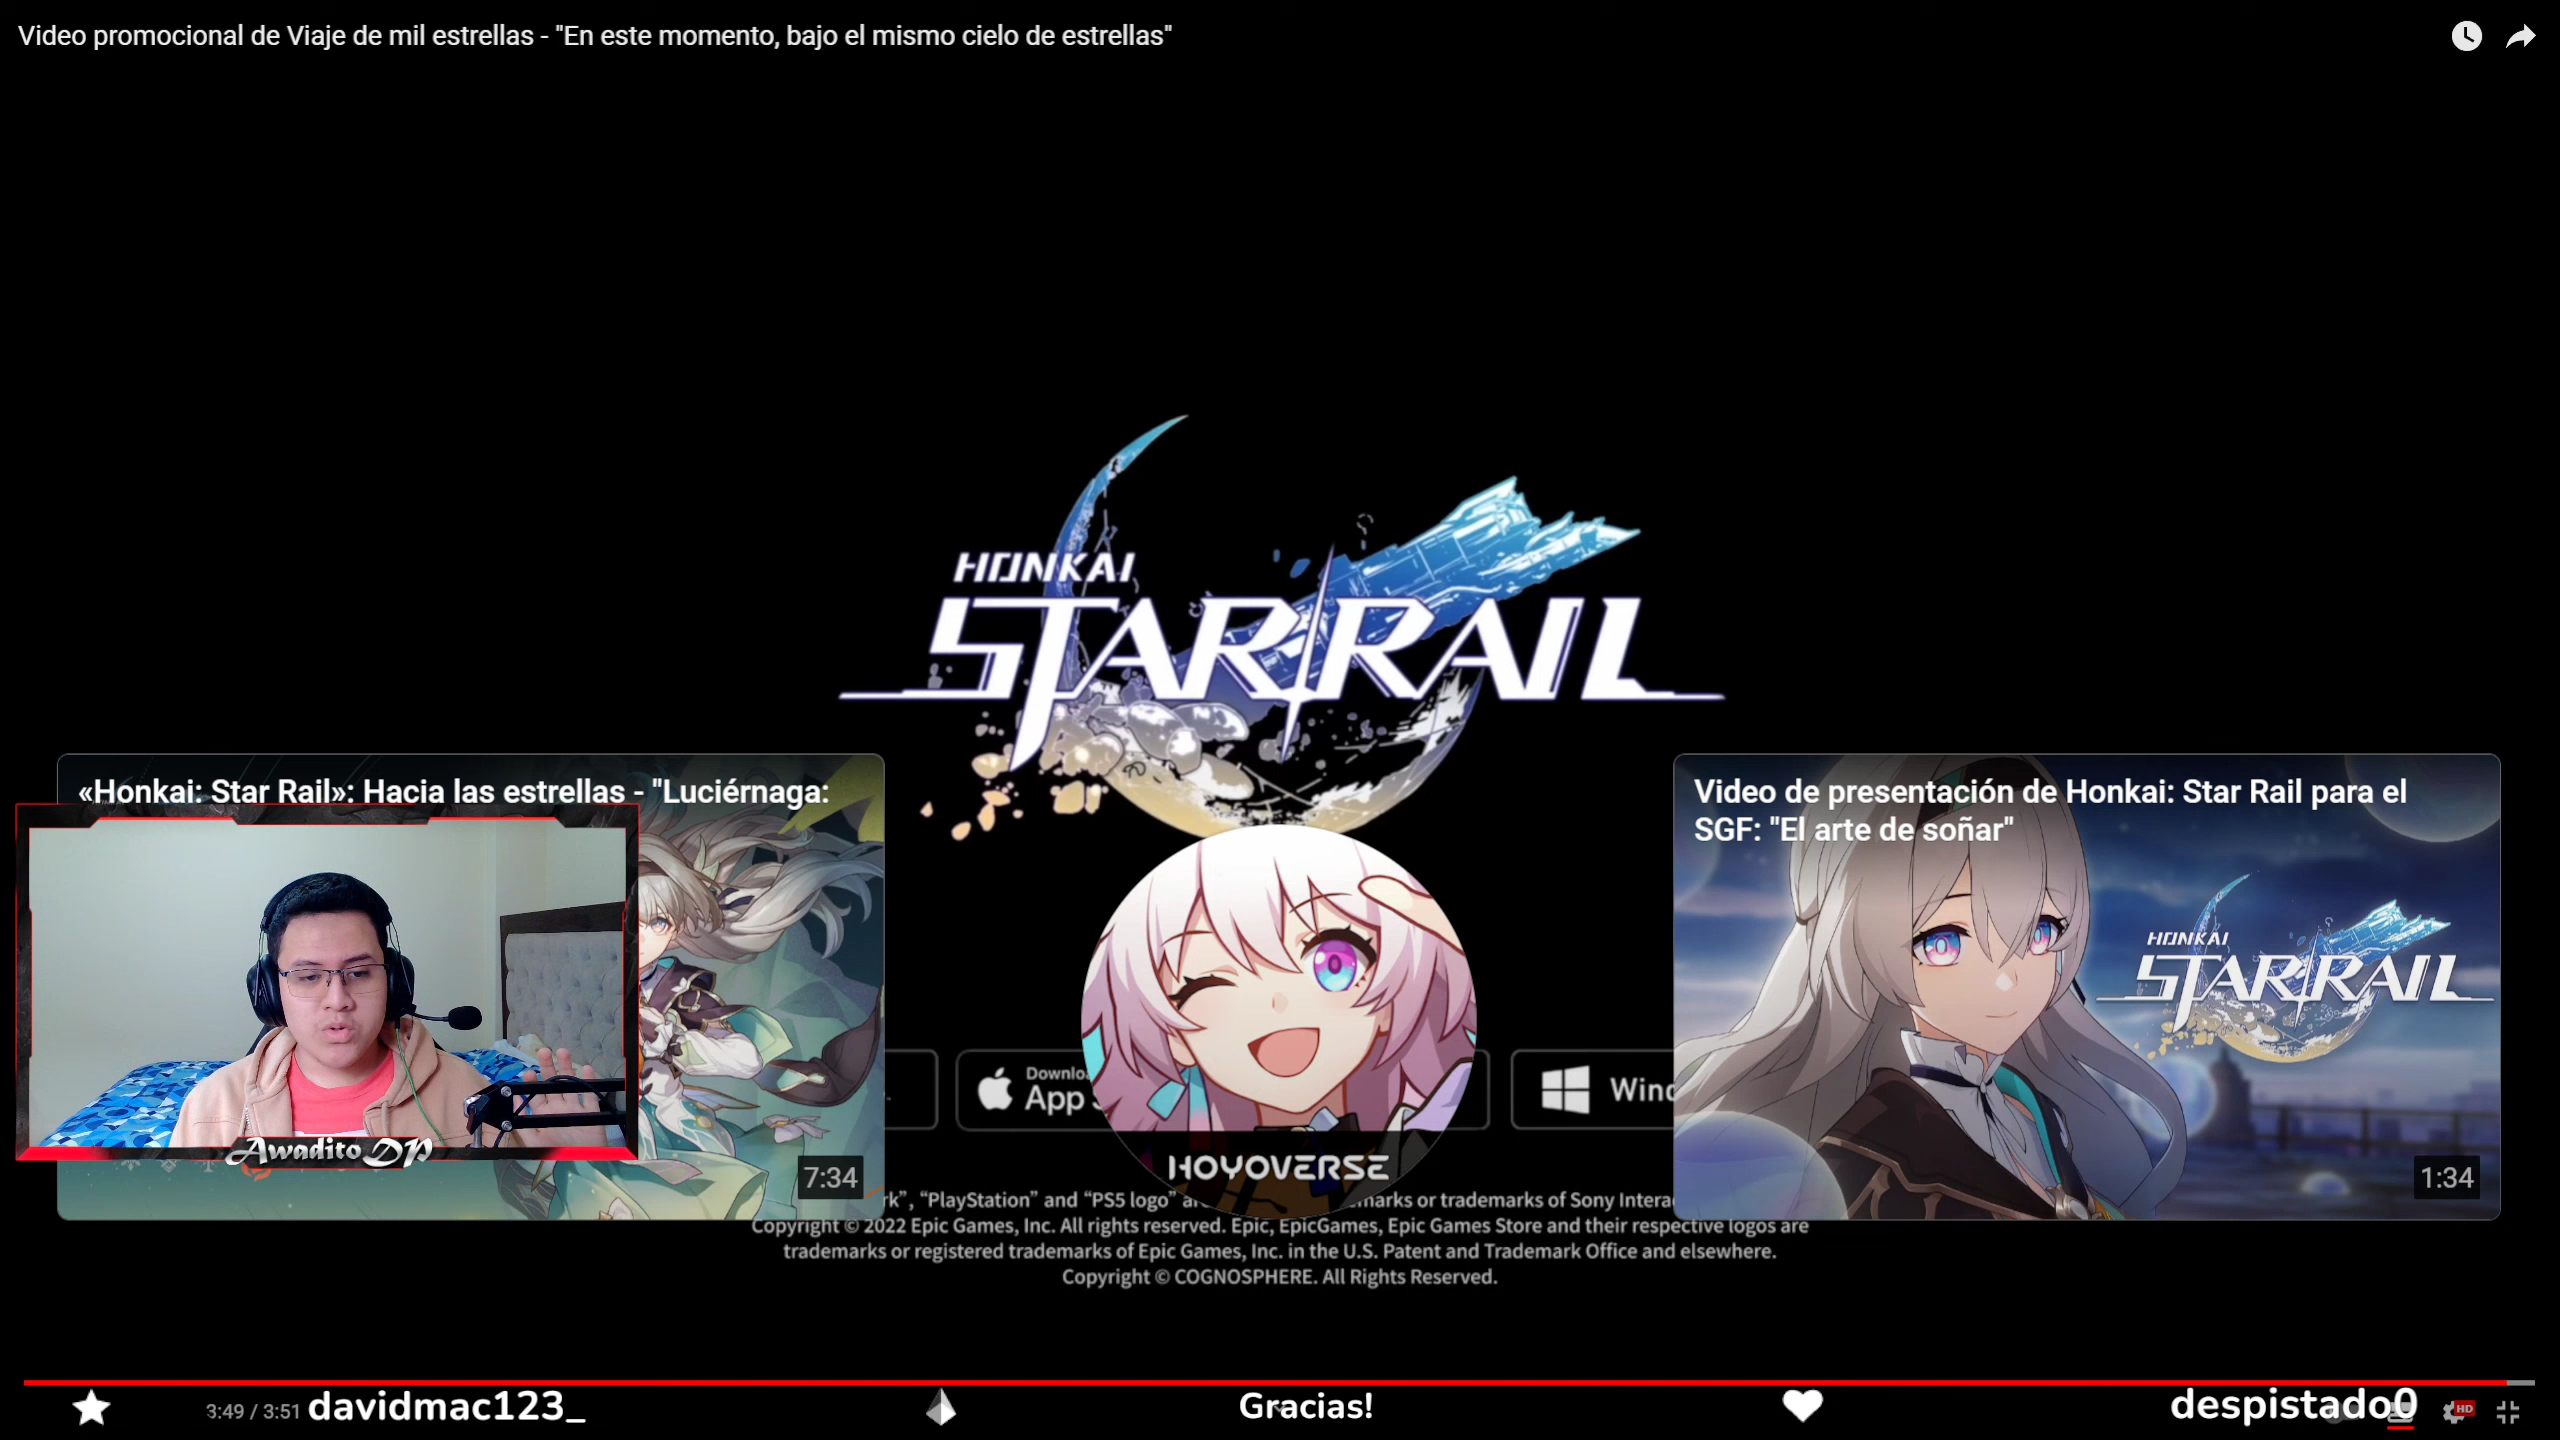 Video promocional de Viaje de mil estrellas - "En este momento, bajo el mismo cielo de estrellas"
HONKAI
STAR RAIL
«Honkai: Star Rail»: Hacia las estrellas - "Luciérnaga:
Video de presentación de Honkai: Star Rail para el
SGF: "El arte de soñar"
HONKAI
STAR RAIL
App
Awadito DP
HOYOVERSE
7:34
1:34
“PlayStation” and “PS5 logo”
or trademarks of Sony
Copyright © 2022 Epic Games, Inc. All rights reserved. Epic, EpicGames, Epic Games Store and their respective logos are
trademarks or registered trademarks of Epic Games, Inc. in the U.S. Patent and Trademark Office and elsewhere.
Copyright © COGNOSPHERE. All Rights Reserved.
3:49 / 3:51
davidmac123_
Gracias!
despistado0
HD